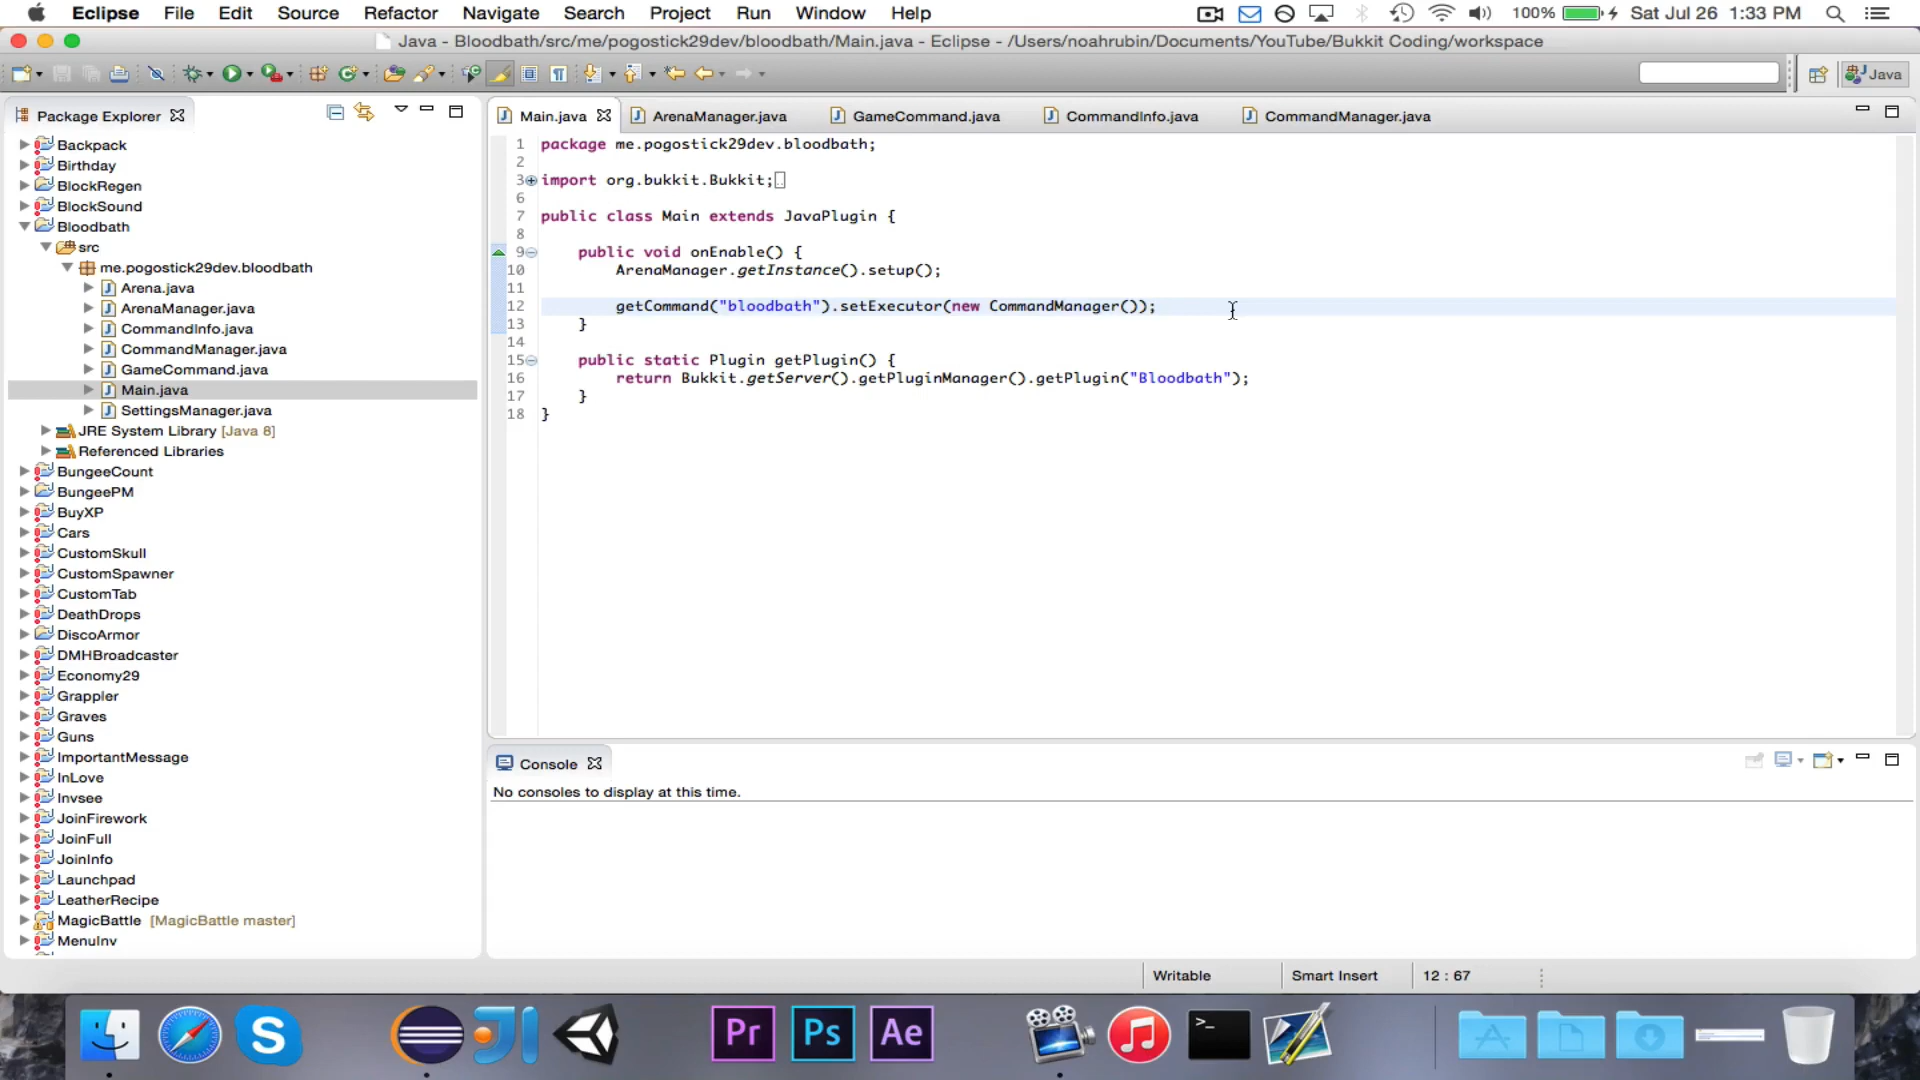 Eclipse File Edit Source Refactor Navigate Search Project Run Window Help 100% Sat Jul 26 1:33 PM
Java - Bloodbath/src/me/pogostick29dev/bloodbath/Main.java - Eclipse - /Users/noahrubin/Documents/YouTube/Bukkit Coding/workspace
Java
Package Explorer
Backpack
Birthday
BlockRegen
BlockSound
Bloodbath
src
me.pogostick29dev.bloodbath
Arena.java
ArenaManager.java
CommandInfo.java
CommandManager.java
GameCommand.java
Main.java
SettingsManager.java
JRE System Library [Java 8]
Referenced Libraries
BungeeCount
BungeePM
BuyXP
Cars
CustomSkull
CustomSpawner
CustomTab
DeathDrops
DiscoArmor
DMHBroadcaster
Economy29
Grappler
Graves
Guns
ImportantMessage
InLove
Invsee
JoinFirework
JoinFull
JoinInfo
Launchpad
LeatherRecipe
MagicBattle [MagicBattle master]
MenuInv
Main.java ArenaManager.java GameCommand.java CommandInfo.java CommandManager.java
1 package me.pogostick29dev.bloodbath;
2
3 import org.bukkit.Bukkit;
6
7 public class Main extends JavaPlugin {
8
9 public void onEnable() {
10 ArenaManager.getInstance().setup();
11
12 getCommand("bloodbath").setExecutor(new CommandManager());
13 }
14
15 public static Plugin getPlugin() {
16 return Bukkit.getServer().getPluginManager().getPlugin("Bloodbath");
17 }
18 }
Console
No consoles to display at this time.
Writable Smart Insert 12 : 67
S JI Pr Ps Ae >_